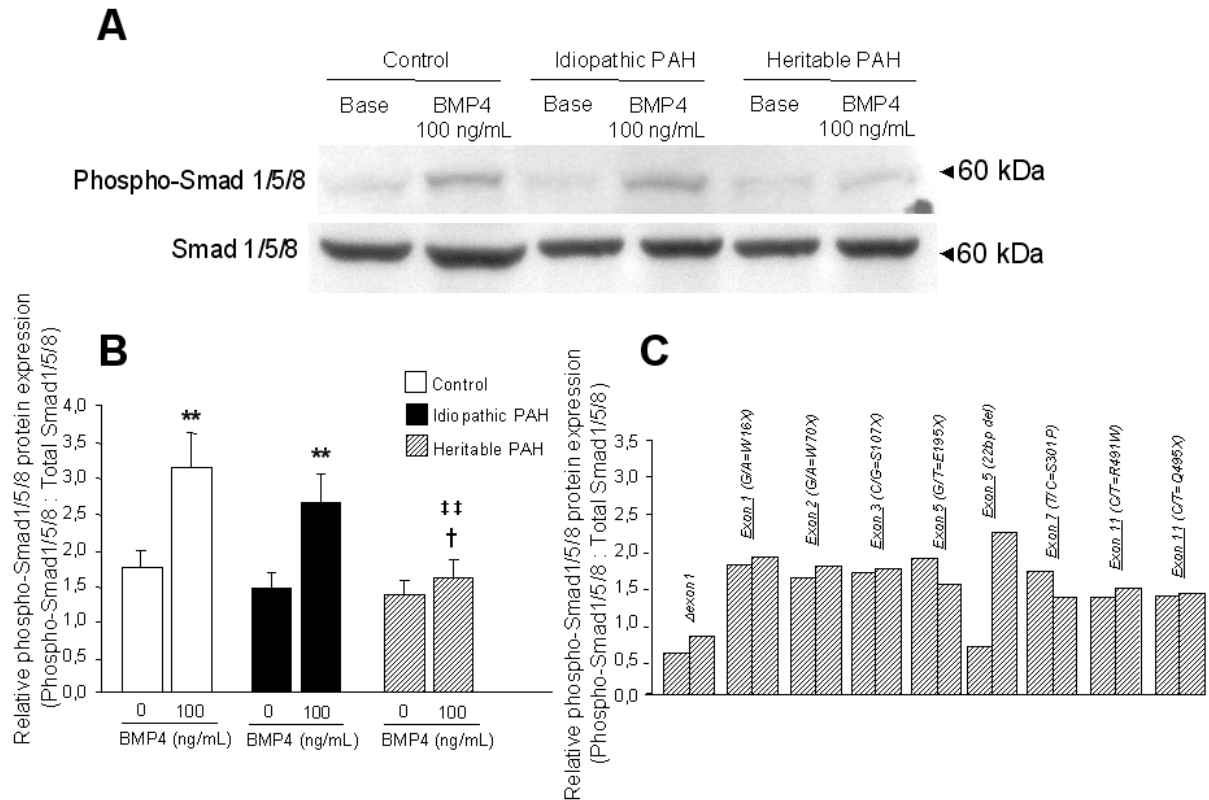 A
Control Idiopathic PAH Heritable PAH
Base BMP4 Base BMP4 Base BMP4
100 ng/mL 100 ng/mL 100 ng/mL
Phospho-Smad 1/5/8 ◄60 kDa
Smad 1/5/8 ◄60 kDa
B
Relative phospho-Smad1/5/8 protein expression
(Phospho-Smad1/5/8 : Total Smad1/5/8)
Control
Idiopathic PAH
Heritable PAH
4,0
3,5
3,0
2,5
2,0
1,5
1,0
0,5
0,0
**
**
‡‡
†
0 100 0 100 0 100
BMP4 (ng/mL) BMP4 (ng/mL) BMP4 (ng/mL)
C
Relative phospho-Smad1/5/8 protein expression
(Phospho-Smad1/5/8 : Total Smad1/5/8)
3,5
3,0
2,5
2,0
1,5
1,0
0,5
0,0
Δexon1
Exon 1 (G/A=W16X)
Exon 2 (G/A=W70X)
Exon 3 (C/G=S107X)
Exon 5 (G/T=E195X)
Exon 5 (22bp del)
Exon 7 (T/C=S301P)
Exon 11 (C/T=R491W)
Exon 11 (C/T=Q495X)